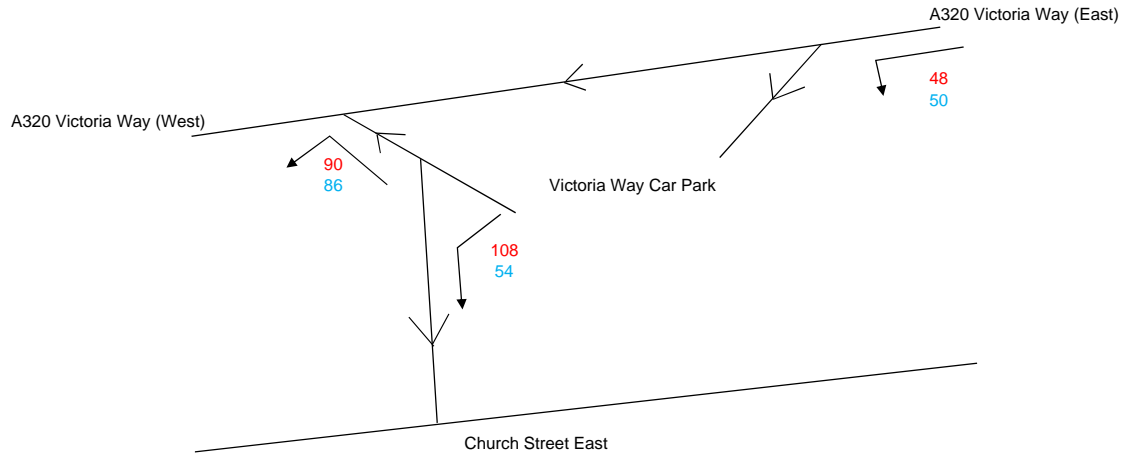 A320 Victoria Way (East)
48
50
A320 Victoria Way (West)
90
86
Victoria Way Car Park
108
54
Church Street East